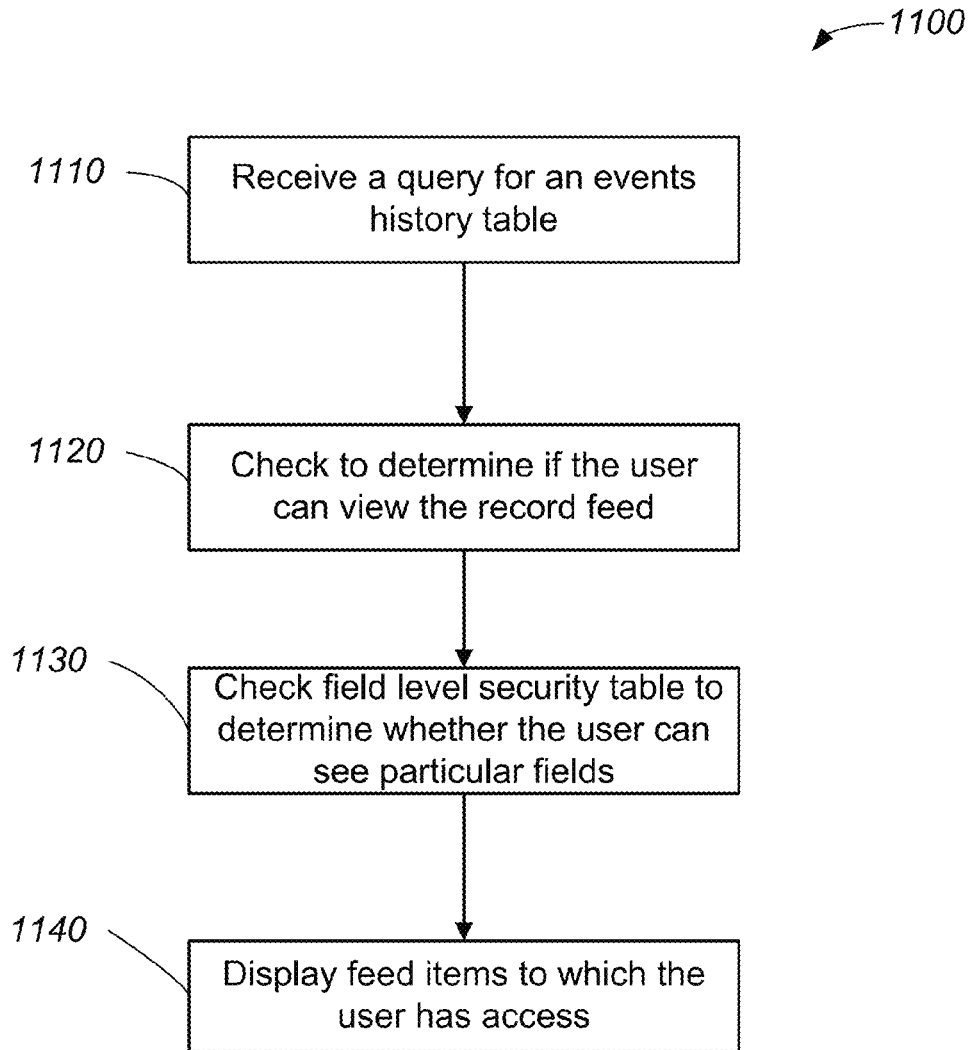 1100
1110
Receive a query for an events
history table
1120
Check to determine if the user
can view the record feed
1130
Check field level security table to
determine whether the user can
see particular fields
1140
Display feed items to which the
user has access